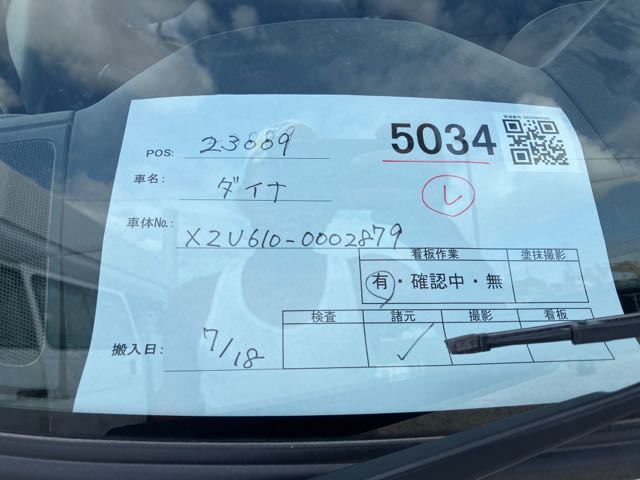 POS: 23009
5034
車名: ダイナ
レ
車体No.: XZU610-0002879
看板作業 塗抹撮影
有・確認中・無
検査 諸元 撮影 看板
搬入日: 7/18 ✓